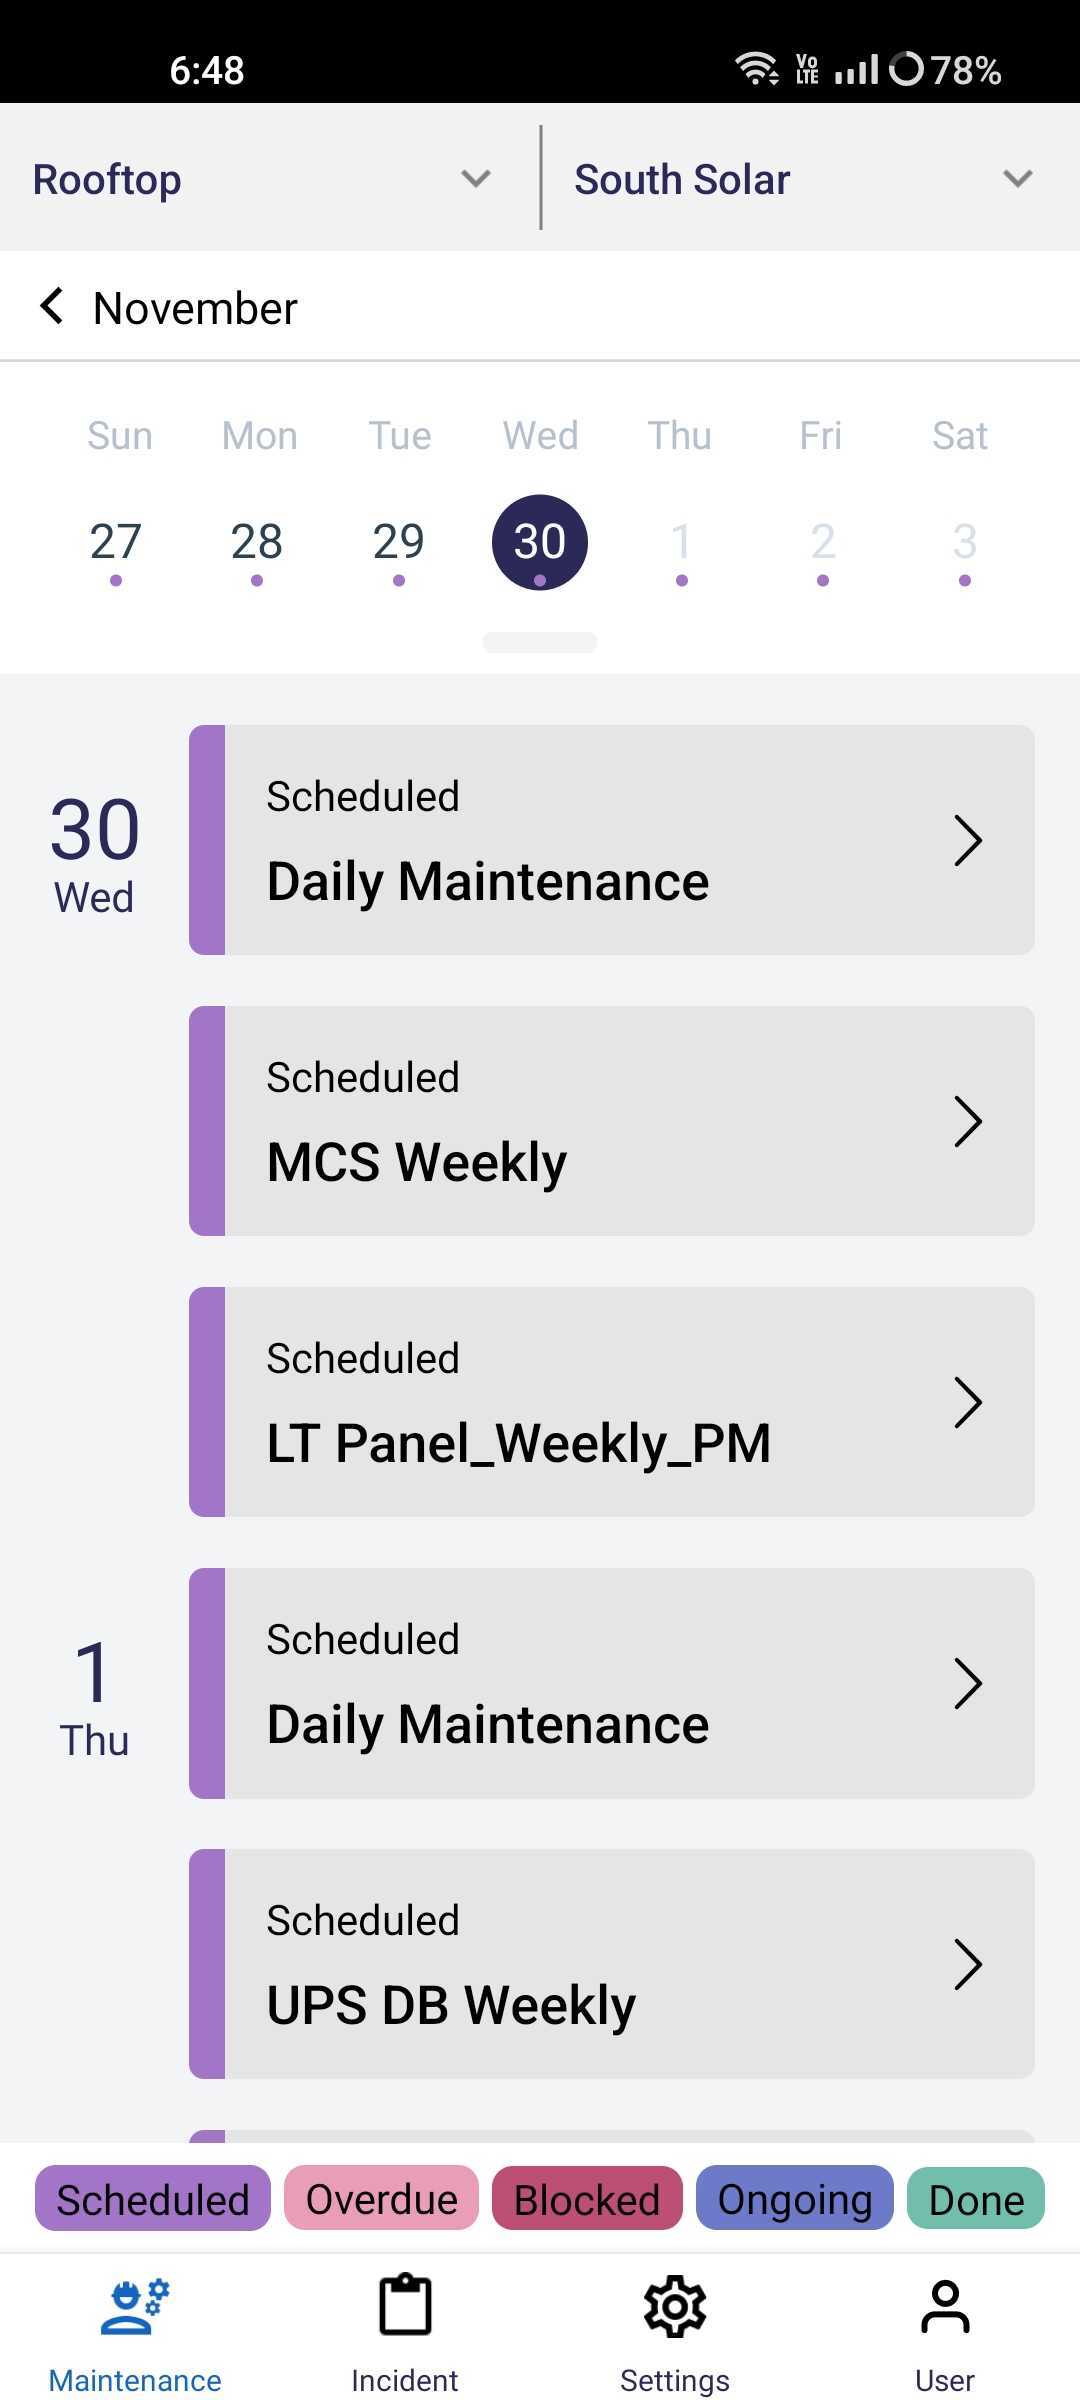 6:48 Vo LTE 78%
Rooftop South Solar
November
Sun Mon Tue Wed Thu Fri Sat
27 28 29 30 1 2 3
30
Wed
Scheduled
Daily Maintenance
Scheduled
MCS Weekly
Scheduled
LT Panel_Weekly_PM
1
Thu
Scheduled
Daily Maintenance
Scheduled
UPS DB Weekly
Scheduled Overdue Blocked Ongoing Done
Maintenance Incident Settings User